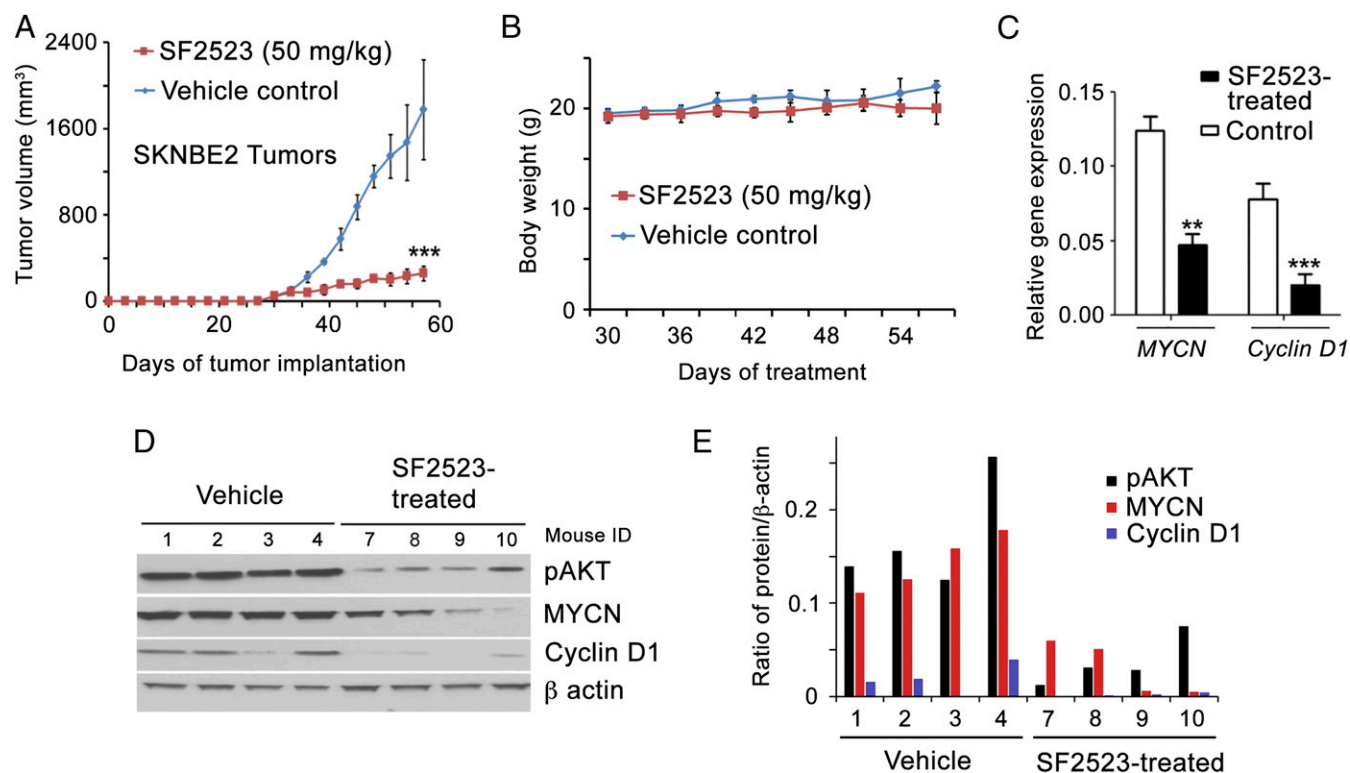 A
2400
1600
800
0
Tumor volume (mm³)
SF2523 (50 mg/kg)
Vehicle control
SKNBE2 Tumors
***
0 20 40 60
Days of tumor implantation
B
30
20
10
0
Body weight (g)
SF2523 (50 mg/kg)
Vehicle control
30 36 42 48 54
Days of treatment
C
SF2523-
treated
Control
0.15
0.10
0.05
0.00
Relative gene expression
**
***
MYCN Cyclin D1
D
Vehicle
SF2523-
treated
1 2 3 4 7 8 9 10 Mouse ID
pAKT
MYCN
Cyclin D1
β actin
E
Ratio of protein/β-actin
0.2
0.1
0
pAKT
MYCN
Cyclin D1
1 2 3 4 7 8 9 10
Vehicle SF2523-treated